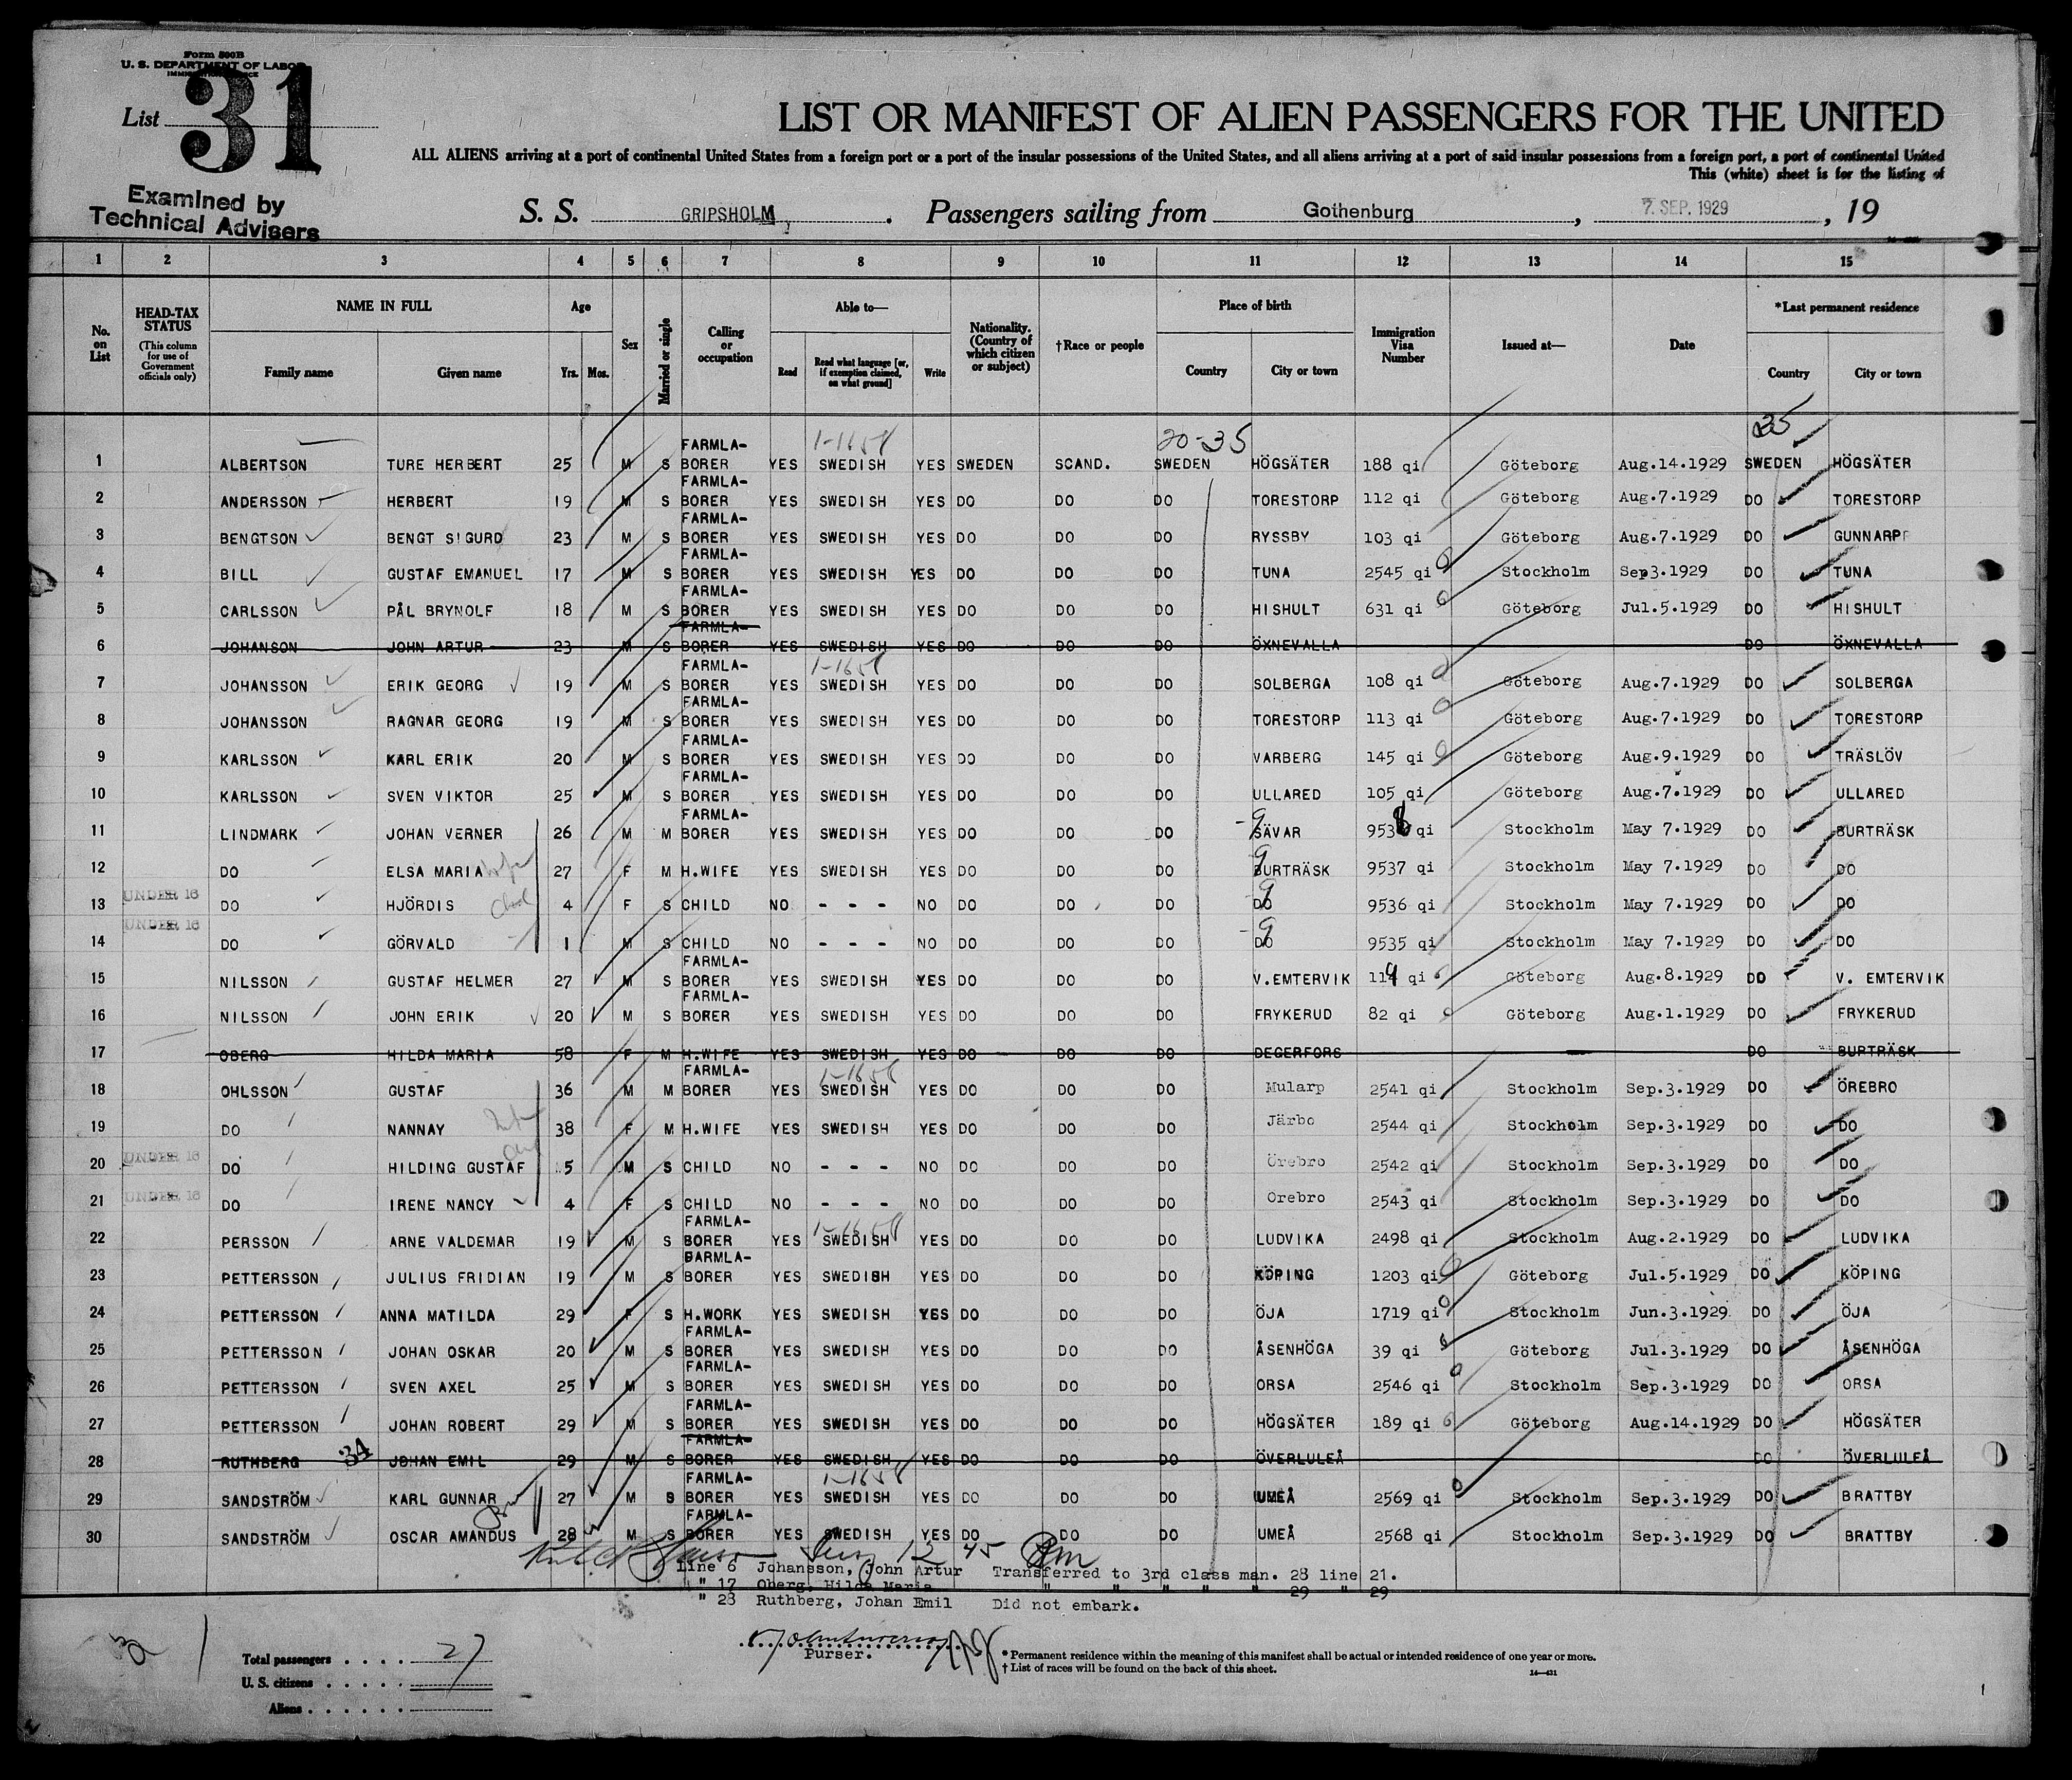 Form 500B
U. S. DEPARTMENT OF LABOR
List 31
Examined by
Technical Advisers
LIST OR MANIFEST OF ALIEN PASSENGERS FOR THE UNITED
ALL ALIENS arriving at a port of continental United States from a foreign port or a port of the insular possessions of the United States, and all aliens arriving at a port of said insular possessions from a foreign port, a port of continental United
This (white) sheet is for the listing of
S. S. GRIPSHOLM, . Passengers sailing from Gothenburg , 7. SEP. 1929 , 19
1 2 3 4 5 6 7 8 9 10 11 12 13 14 15
No. on List
HEAD-TAX STATUS (This column for use of Government officials only)
NAME IN FULL
Family name Given name
Age
Yrs. Mos.
Sex
Married or single
Calling or occupation
Able to—
Read Read what language [or, if exemption claimed, on what ground] Write
Nationality. (Country of which citizen or subject)
†Race or people
Place of birth
Country City or town
Immigration Visa Number
Issued at—
Date
*Last permanent residence
Country City or town
1-1658 20-35 35
1 ALBERTSON TURE HERBERT 25 M S FARMLA-BORER YES SWEDISH YES SWEDEN SCAND. SWEDEN HÖGSÄTER 188 qi Göteborg Aug.14.1929 SWEDEN HÖGSÄTER
2 ANDERSSON HERBERT 19 M S FARMLA-BORER YES SWEDISH YES DO DO DO TORESTORP 112 qi Göteborg Aug.7.1929 DO TORESTORP
3 BENGTSON BENGT SIGURD 23 M S FARMLA-BORER YES SWEDISH YES DO DO DO RYSSBY 103 qi Göteborg Aug.7.1929 DO GUNNARP
4 BILL GUSTAF EMANUEL 17 M S FARMLA-BORER YES SWEDISH YES DO DO DO TUNA 2545 qi Stockholm Sep3.1929 DO TUNA
5 CARLSSON PÅL BRYNOLF 18 M S FARMLA-BORER YES SWEDISH YES DO DO DO HISHULT 631 qi Göteborg Jul.5.1929 DO HISHULT
6 JOHANSON JOHN ARTUR 23 M S FARMLA-BORER YES SWEDISH YES DO DO DO ÖXNEVALLA DO ÖXNEVALLA
1-1658
7 JOHANSSON ERIK GEORG 19 M S FARMLA-BORER YES SWEDISH YES DO DO DO SOLBERGA 108 qi Göteborg Aug.7.1929 DO SOLBERGA
8 JOHANSSON RAGNAR GEORG 19 M S FARMLA-BORER YES SWEDISH YES DO DO DO TORESTORP 113 qi Göteborg Aug.7.1929 DO TORESTORP
9 KARLSSON KARL ERIK 20 M S FARMLA-BORER YES SWEDISH YES DO DO DO VARBERG 145 qi Göteborg Aug.9.1929 DO TRÄSLÖV
10 KARLSSON SVEN VIKTOR 25 M S FARMLA-BORER YES SWEDISH YES DO DO DO ULLARED 105 qi Göteborg Aug.7.1929 DO ULLARED
11 LINDMARK JOHAN VERNER 26 M M FARMLA-BORER YES SWEDISH YES DO DO DO SÄVAR 9538 qi Stockholm May 7.1929 DO BURTRÄSK
12 DO ELSA MARIA wife 27 F M H.WIFE YES SWEDISH YES DO DO DO BURTRÄSK 9537 qi Stockholm May 7.1929 DO DO
13 UNDER 16 DO HJÖRDIS 4 F S CHILD NO - - - NO DO DO DO DO 9536 qi Stockholm May 7.1929 DO DO
14 UNDER 16 DO GÖRVALD 1 M S CHILD NO - - - NO DO DO DO DO 9535 qi Stockholm May 7.1929 DO DO
15 NILSSON GUSTAF HELMER 27 M S FARMLA-BORER YES SWEDISH YES DO DO DO V.EMTERVIK 119 qi Göteborg Aug.8.1929 DO V. EMTERVIK
16 NILSSON JOHN ERIK 20 M S FARMLA-BORER YES SWEDISH YES DO DO DO FRYKERUD 82 qi Göteborg Aug.1.1929 DO FRYKERUD
17 OBERG HILDA MARIA 58 F M H.WIFE YES SWEDISH YES DO DO DO DEGERFORS DO BURTRÄSK
1-1658
18 OHLSSON GUSTAF 36 M M FARMLA-BORER YES SWEDISH YES DO DO DO Mularp 2541 qi Stockholm Sep.3.1929 DO ÖREBRO
19 DO NANNAY 38 F M H.WIFE YES SWEDISH YES DO DO DO Järbo 2544 qi Stockholm Sep.3.1929 DO DO
20 UNDER 16 DO HILDING GUSTAF 5 M S CHILD NO - - - NO DO DO DO Örebro 2542 qi Stockholm Sep.3.1929 DO DO
21 UNDER 16 DO IRENE NANCY 4 F S CHILD NO - - - NO DO DO DO Orebro 2543 qi Stockholm Sep.3.1929 DO DO
1-1658
22 PERSSON ARNE VALDEMAR 19 M S FARMLA-BORER YES SWEDISH YES DO DO DO LUDVIKA 2498 qi Stockholm Aug.2.1929 DO LUDVIKA
23 PETTERSSON JULIUS FRIDIAN 19 M S BARMLA-BORER YES SWEDISH YES DO DO DO KÖPING 1203 qi Göteborg Jul.5.1929 DO KÖPING
24 PETTERSSON ANNA MATILDA 29 F S H.WORK YES SWEDISH YES DO DO DO ÖJA 1719 qi Stockholm Jun.3.1929 DO ÖJA
25 PETTERSSON JOHAN OSKAR 20 M S FARMLA-BORER YES SWEDISH YES DO DO DO ÅSENHÖGA 39 qi Göteborg Jul.3.1929 DO ÅSENHÖGA
26 PETTERSSON SVEN AXEL 25 M S FARMLA-BORER YES SWEDISH YES DO DO DO ORSA 2546 qi Stockholm Sep.3.1929 DO ORSA
27 PETTERSSON JOHAN ROBERT 29 M S FARMLA-BORER YES SWEDISH YES DO DO DO HÖGSÄTER 189 qi Göteborg Aug.14.1929 DO HÖGSÄTER
28 RUTHBERG 34 JOHAN EMIL 29 M S FARMLA-BORER YES SWEDISH YES DO DO DO ÖVERLULEÅ DO ÖVERLULEÅ
1-1658
29 SANDSTRÖM KARL GUNNAR 27 M S FARMLA-BORER YES SWEDISH YES DO DO DO UMEÅ 2569 qi Stockholm Sep.3.1929 DO BRATTBY
30 SANDSTRÖM OSCAR AMANDUS 28 M S FARMLA-BORER YES SWEDISH YES DO DO DO UMEÅ 2568 qi Stockholm Sep.3.1929 DO BRATTBY
Line 6 Johansson, John Artur Transferred to 3rd class man. 28 line 21.
" 17 Oberg, Hilda Maria " " " " " 29 " 29
" 28 Ruthberg, Johan Emil Did not embark.
Purser.
Total passengers . . . . 27
U. S. citizens . . . . .
Aliens . . . . . .
* Permanent residence within the meaning of this manifest shall be actual or intended residence of one year or more.
† List of races will be found on the back of this sheet.
14—421